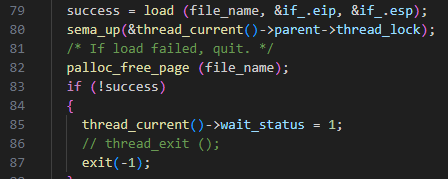 79 success = load (file_name, &if_.eip, &if_.esp);
80 sema_up(&thread_current()->parent->thread_lock);
81 /* If load failed, quit. */
82 palloc_free_page (file_name);
83 if (!success)
84 {
85 thread_current()->wait_status = 1;
86 // thread_exit ();
87 exit(-1);